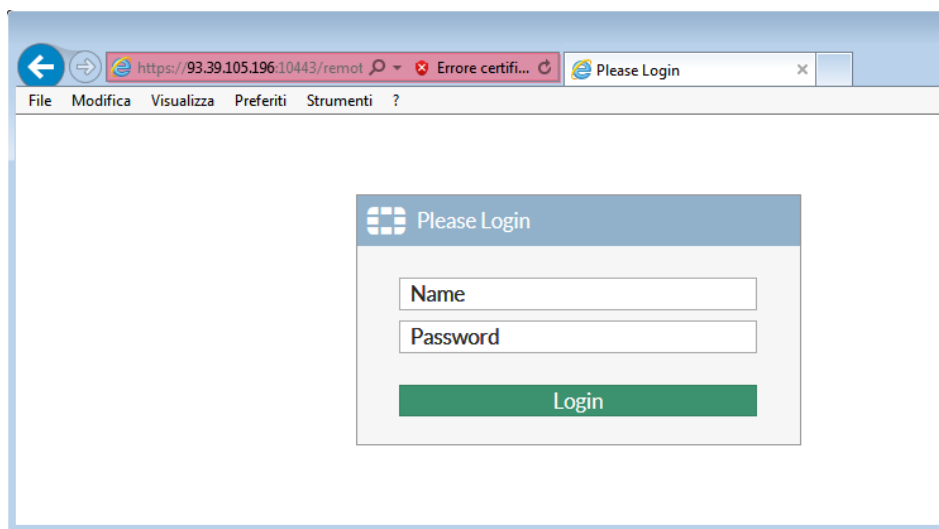 https://93.39.105.196:10443/remot Errore certifi... Please Login
File Modifica Visualizza Preferiti Strumenti ?
Please Login
Name
Password
Login